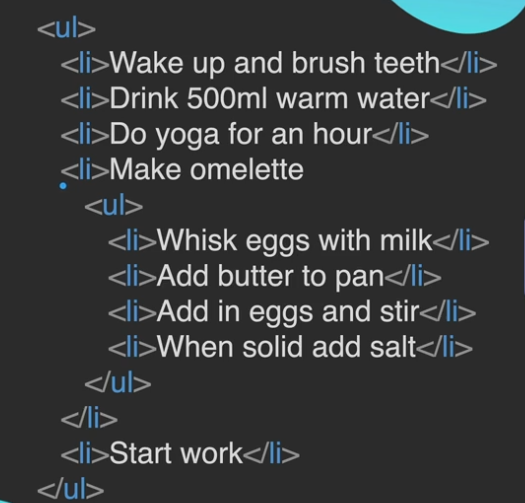 <ul>
<li>Wake up and brush teeth</li>
<li>Drink 500ml warm water</li>
<li>Do yoga for an hour</li>
<li>Make omelette
<ul>
<li>Whisk eggs with milk</li>
<li>Add butter to pan</li>
<li>Add in eggs and stir</li>
<li>When solid add salt</li>
</ul>
</li>
<li>Start work</li>
</ul>